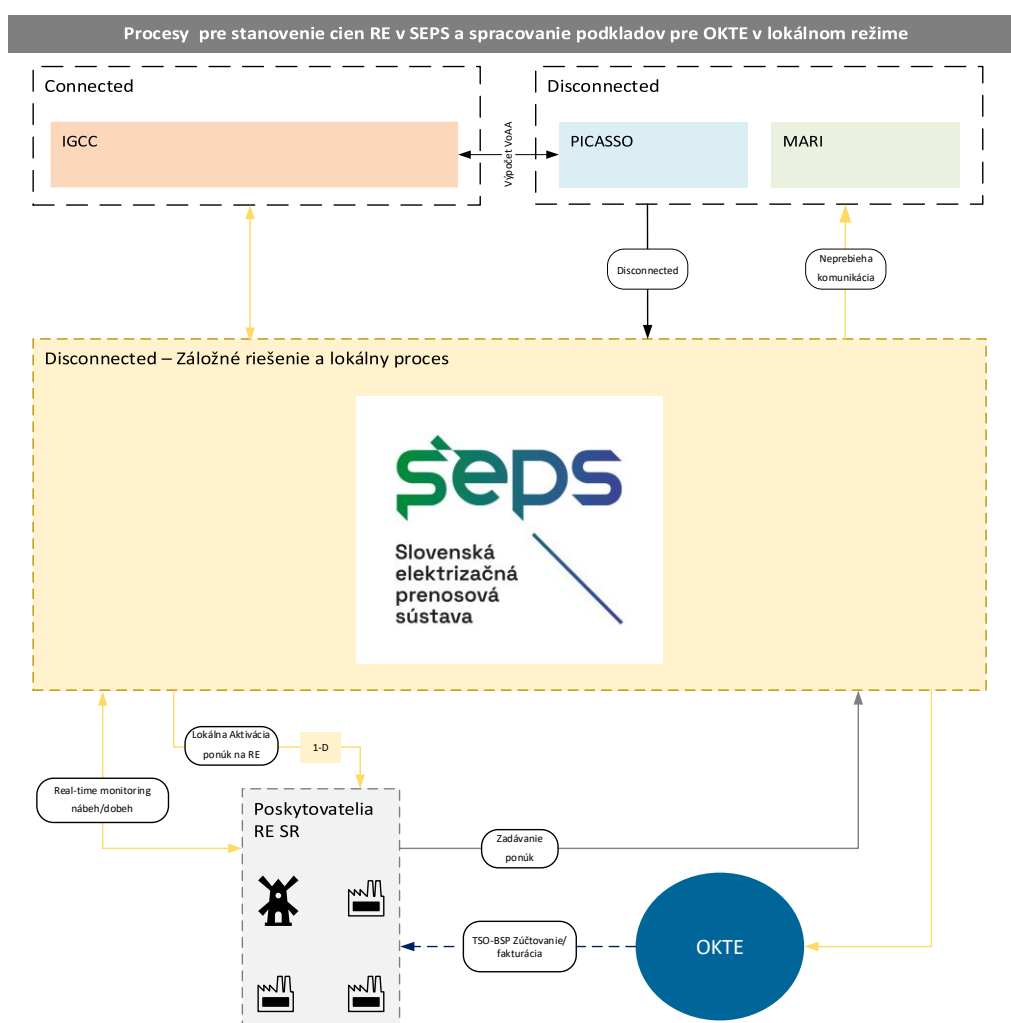 Procesy pre stanovenie cien RE v SEPS a spracovanie podkladov pre OKTE v lokálnom režime
Connected
IGCC
Výpočet VoAA
Disconnected
PICASSO
MARI
Disconnected
Neprebieha
komunikácia
Disconnected – Záložné riešenie a lokálny proces
seps
Slovenská
elektrizačná
prenosová
sústava
Lokálna Aktivácia
ponúk na RE
1-D
Real-time monitoring
nábeh/dobeh
Poskytovatelia
RE SR
Zadávanie
ponúk
TSO-BSP Zúčtovanie/
fakturácia
OKTE